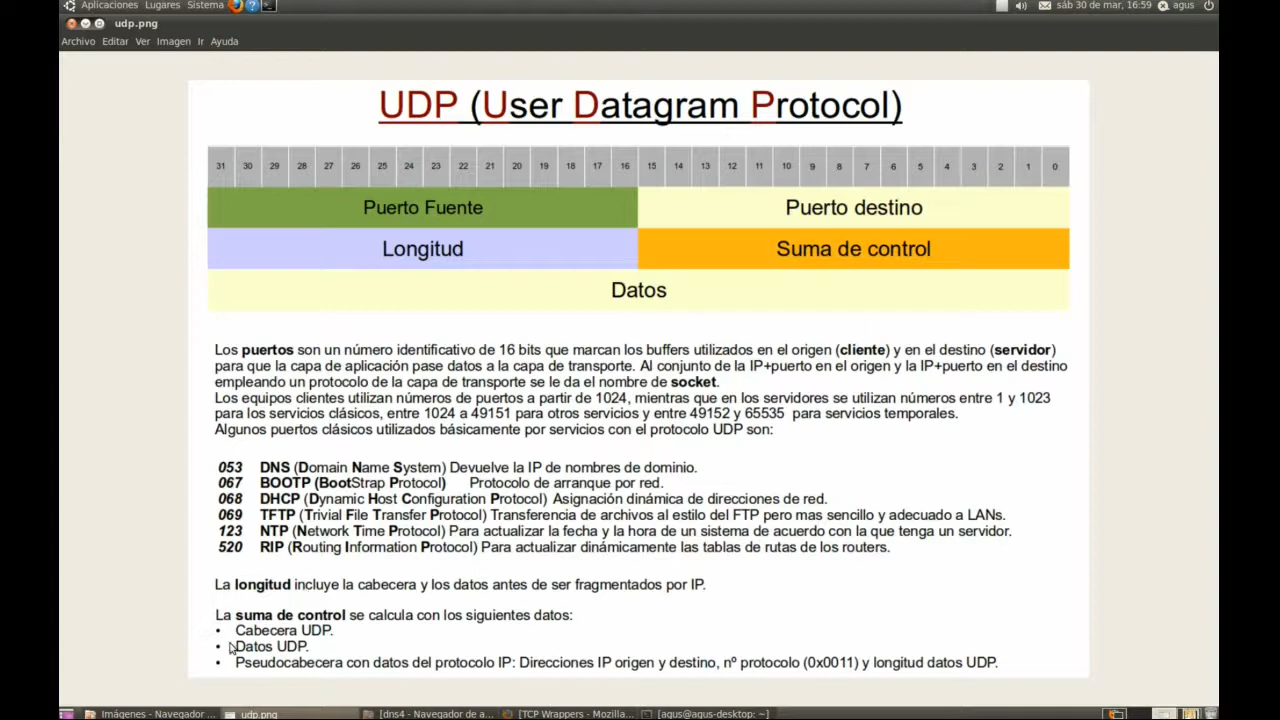 Aplicaciones Lugares Sistema sáb 30 de mar, 16:59 agus
udp.png
Archivo Editar Ver Imagen Ir Ayuda
UDP (User Datagram Protocol)
31 30 29 28 27 26 25 24 23 22 21 20 19 18 17 16 15 14 13 12 11 10 9 8 7 6 5 4 3 2 1 0
Puerto Fuente Puerto destino
Longitud Suma de control
Datos
Los puertos son un número identificativo de 16 bits que marcan los buffers utilizados en el origen (cliente) y en el destino (servidor)
para que la capa de aplicación pase datos a la capa de transporte. Al conjunto de la IP+puerto en el origen y la IP+puerto en el destino
empleando un protocolo de la capa de transporte se le da el nombre de socket.
Los equipos clientes utilizan números de puertos a partir de 1024, mientras que en los servidores se utilizan números entre 1 y 1023
para los servicios clásicos, entre 1024 a 49151 para otros servicios y entre 49152 y 65535 para servicios temporales.
Algunos puertos clásicos utilizados básicamente por servicios con el protocolo UDP son:
053 DNS (Domain Name System) Devuelve la IP de nombres de dominio.
067 BOOTP (BootStrap Protocol) Protocolo de arranque por red.
068 DHCP (Dynamic Host Configuration Protocol) Asignación dinámica de direcciones de red.
069 TFTP (Trivial File Transfer Protocol) Transferencia de archivos al estilo del FTP pero mas sencillo y adecuado a LANs.
123 NTP (Network Time Protocol) Para actualizar la fecha y la hora de un sistema de acuerdo con la que tenga un servidor.
520 RIP (Routing Information Protocol) Para actualizar dinámicamente las tablas de rutas de los routers.
La longitud incluye la cabecera y los datos antes de ser fragmentados por IP.
La suma de control se calcula con los siguientes datos:
• Cabecera UDP.
• Datos UDP.
• Pseudocabecera con datos del protocolo IP: Direcciones IP origen y destino, nº protocolo (0x0011) y longitud datos UDP.
Imágenes - Navegador ... udp.png [dns4 - Navegador de a... [TCP Wrappers - Mozilla... [agus@agus-desktop: ~]